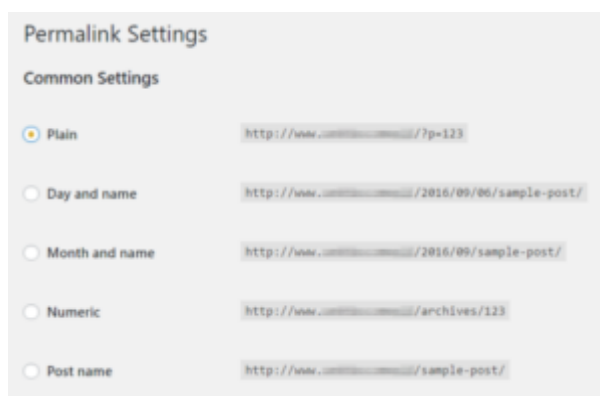 Permalink Settings
Common Settings
Plain http://www. /?p=123
Day and name http://www. /2016/09/06/sample-post/
Month and name http://www. /2016/09/sample-post/
Numeric http://www. /archives/123
Post name http://www. /sample-post/